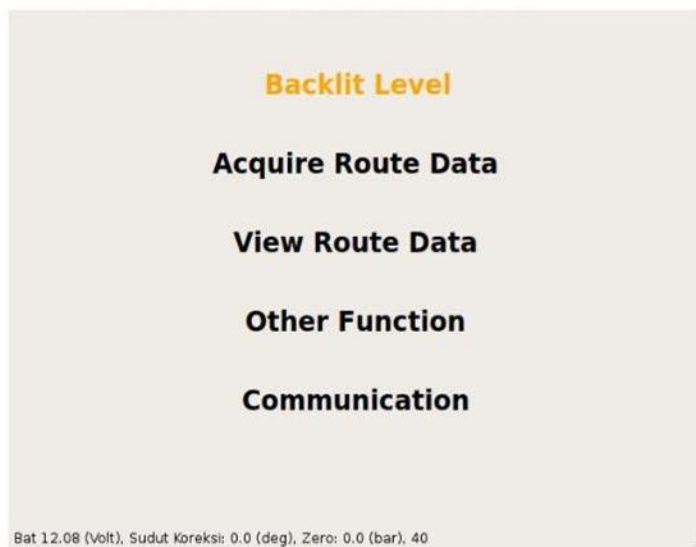 Backlit Level
Acquire Route Data
View Route Data
Other Function
Communication
Bat 12.08 (Volt), Sudut Koreksi: 0.0 (deg), Zero: 0.0 (bar), 40